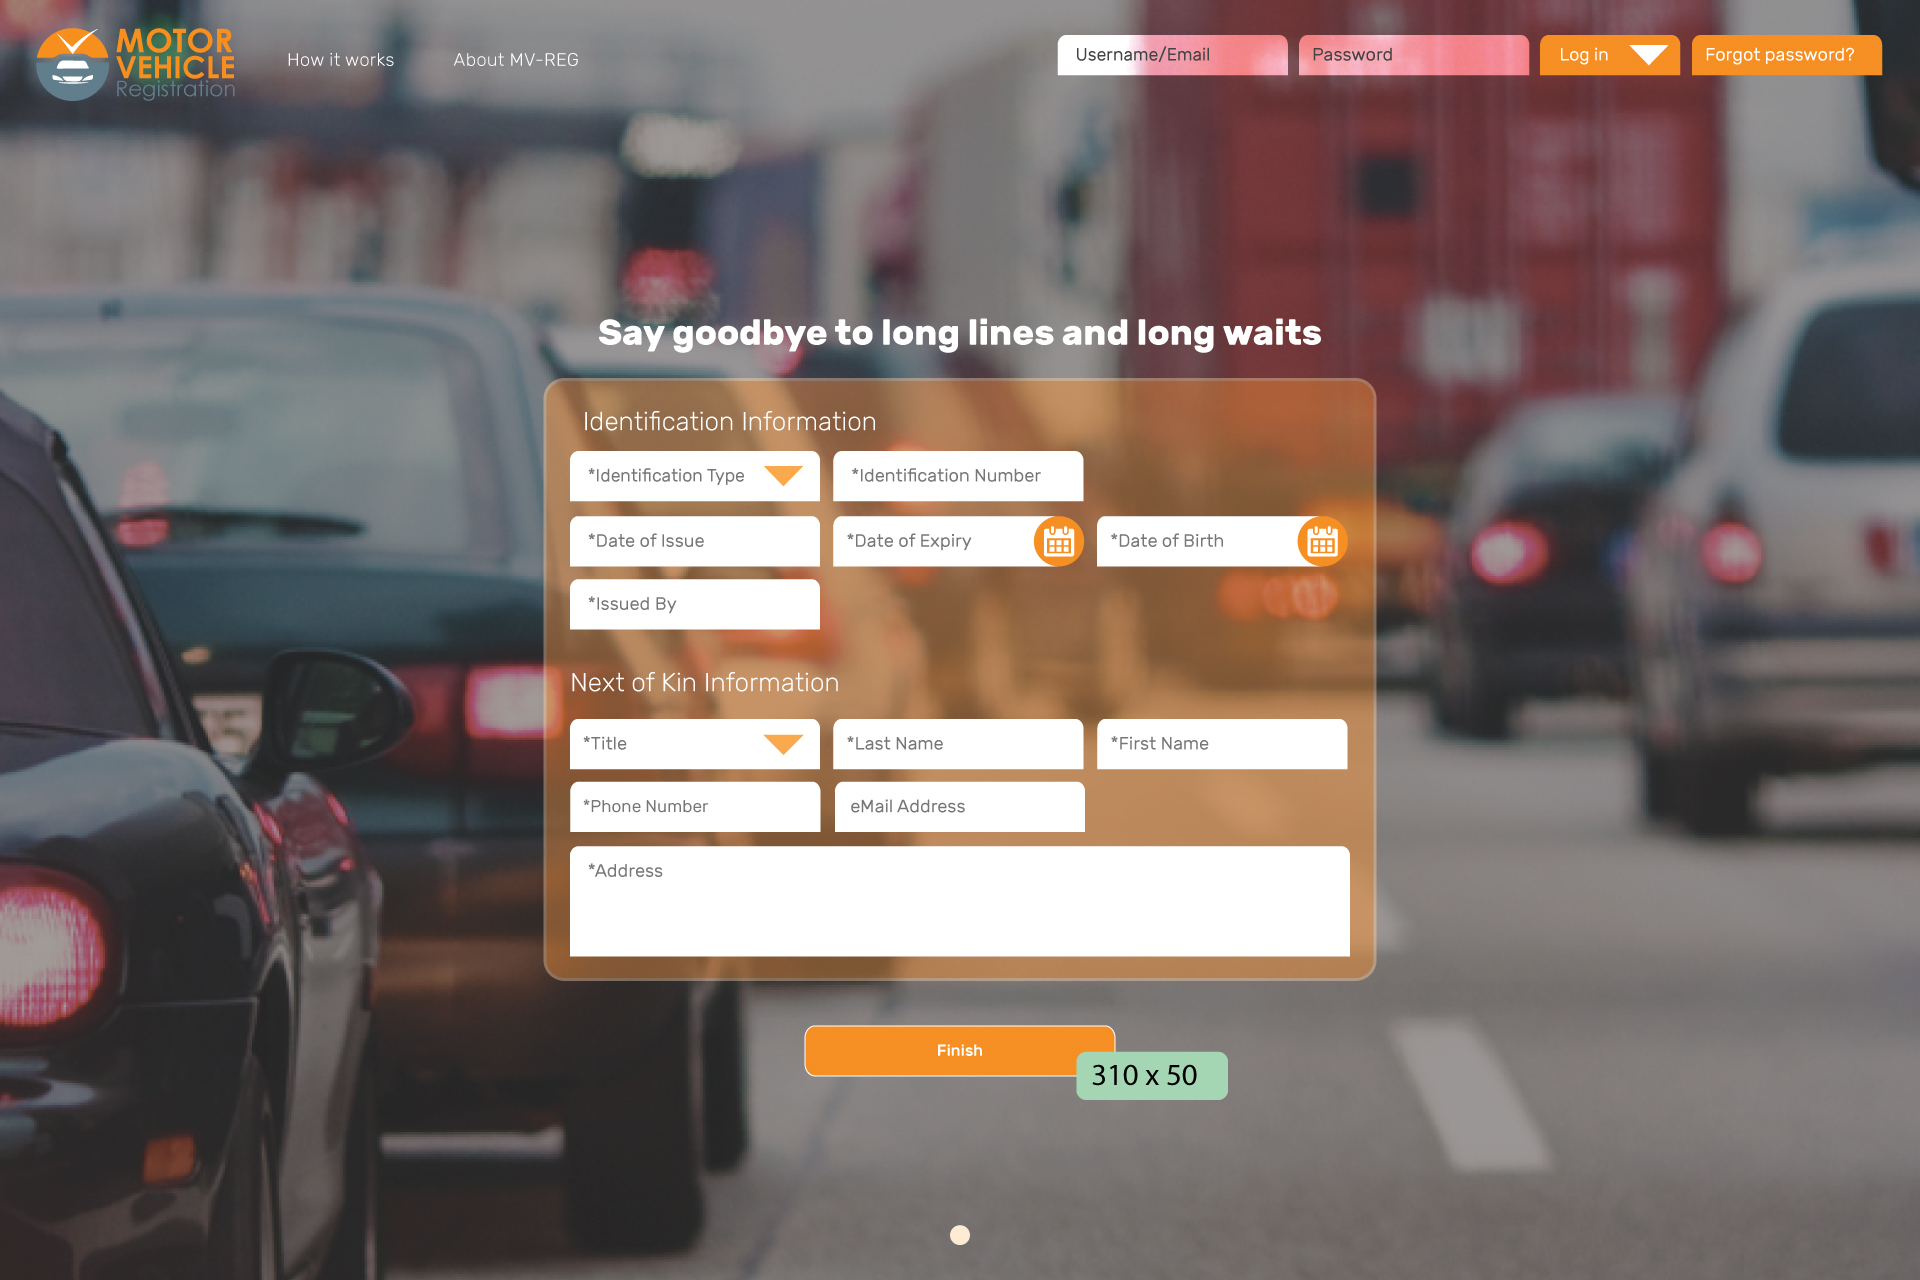 MOTOR
VEHICLE
Registration
How it works
About MV-REG
Username/Email
Password
Log in
Forgot password?
Say goodbye to long lines and long waits
Identification Information
*Identification Type
*Identification Number
*Date of Issue
*Date of Expiry
*Date of Birth
*Issued By
Next of Kin Information
*Title
*Last Name
*First Name
*Phone Number
eMail Address
*Address
Finish
310 x 50